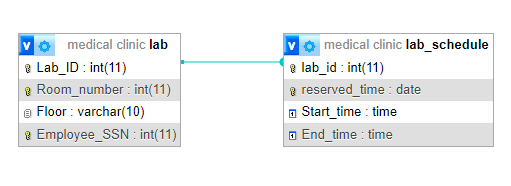 v medical clinic lab
Lab_ID : int(11)
Room_number : int(11)
Floor : varchar(10)
Employee_SSN : int(11)
v medical clinic lab_schedule
lab_id : int(11)
reserved_time : date
Start_time : time
End_time : time